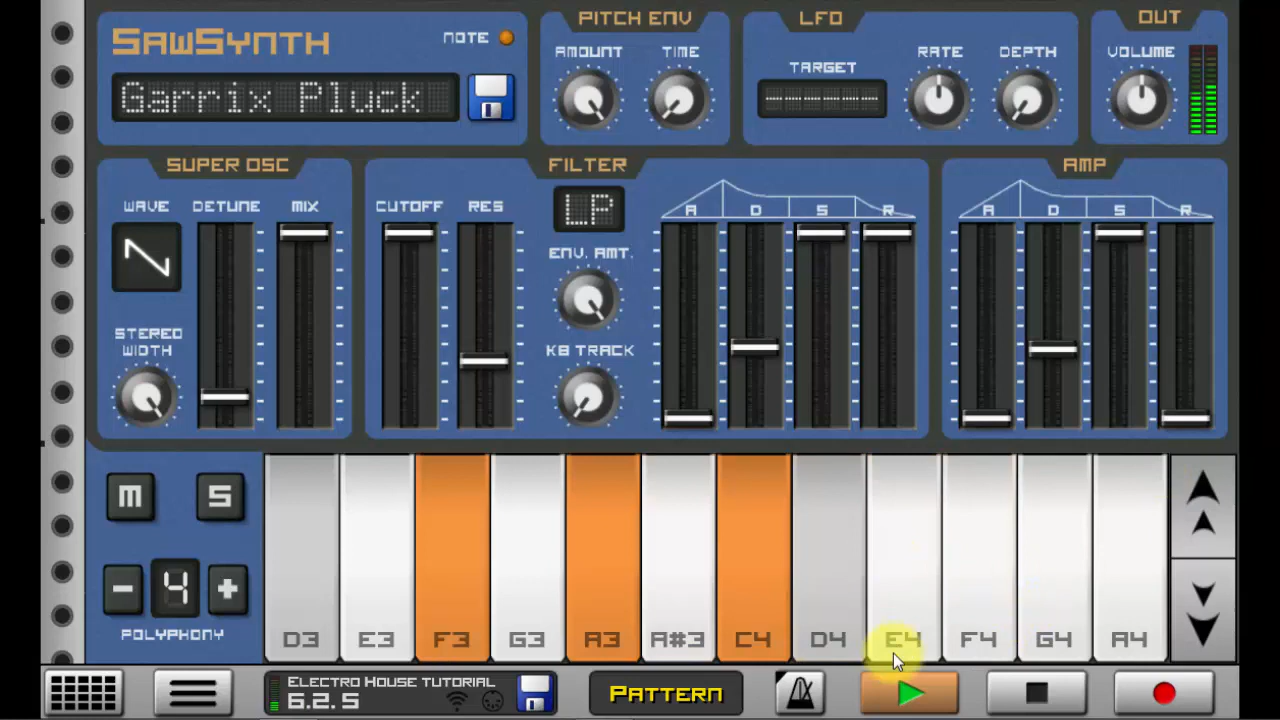 SawSynth
NOTE
Garrix Pluck
PITCH ENV
AMOUNT TIME
LFO
TARGET
RATE DEPTH
OUT
VOLUME
SUPER OSC
WAVE DETUNE MIX
STEREO
WIDTH
FILTER
CUTOFF RES
LP
ENV. AMT.
KB TRACK
A D S R
AMP
A D S R
M S
- 4 +
POLYPHONY
D3 E3 F3 G3 A3 A#3 C4 D4 E4 F4 G4 A4
ELECTRO HOUSE TUTORIAL
6.2.5
PATTERN